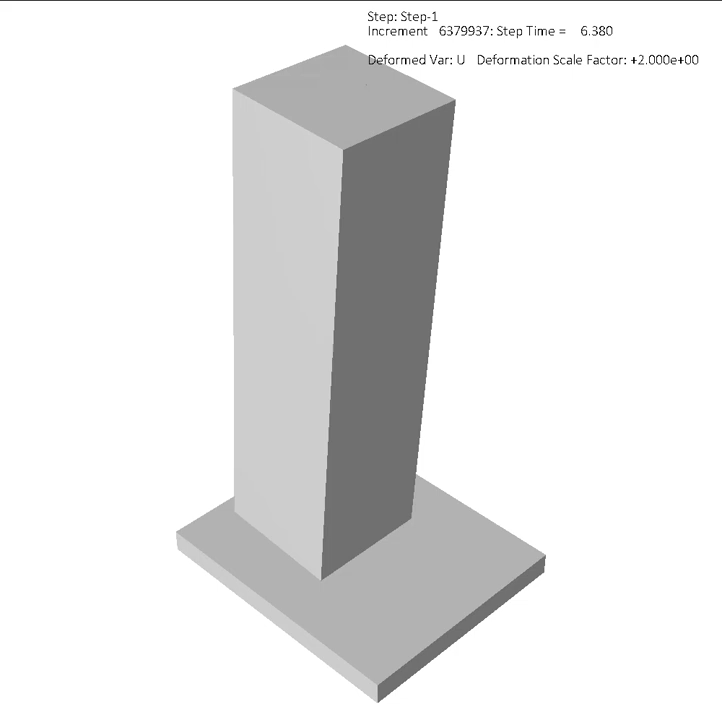 Step: Step-1
Increment 6379937: Step Time = 6.380
Deformed Var: U Deformation Scale Factor: +2.000e+00